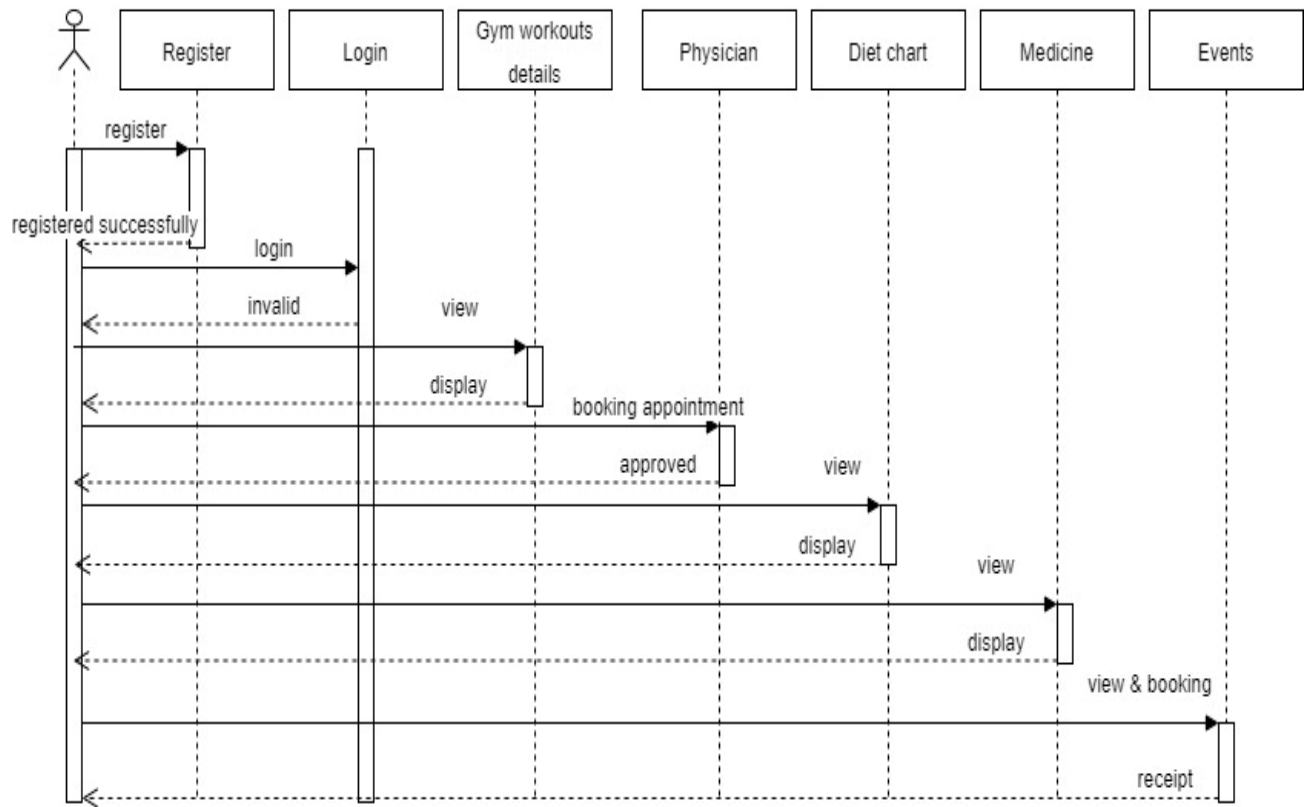 Register
Login
Gym workouts
details
Physician
Diet chart
Medicine
Events
register
registered successfully
login
invalid
view
display
booking appointment
approved
view
display
view
display
view & booking
receipt